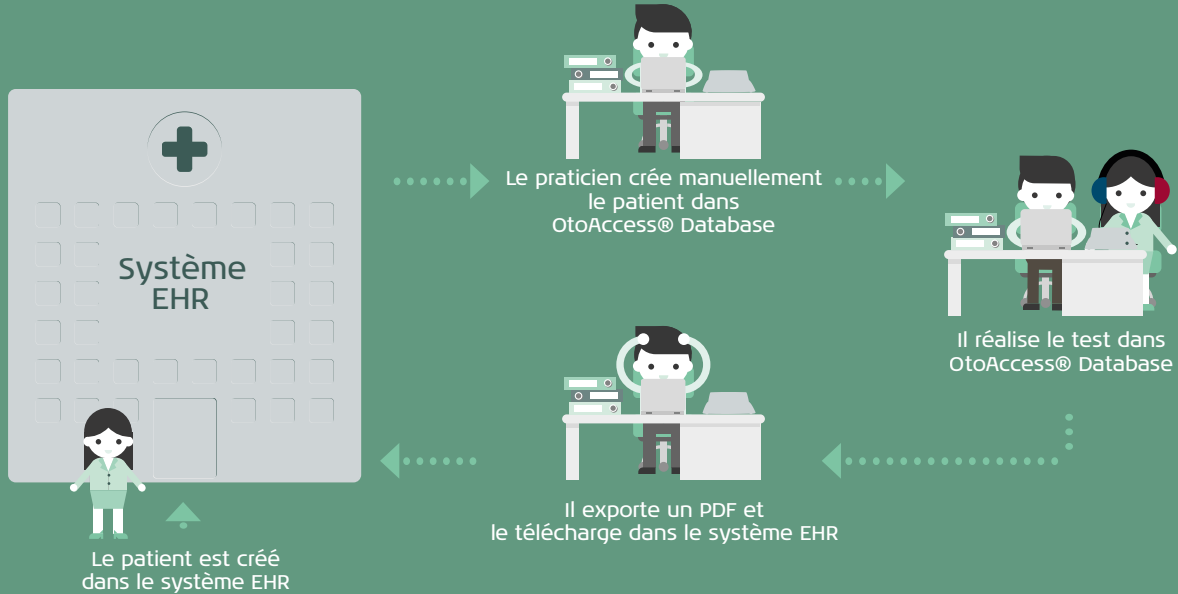 Système
EHR
Le patient est créé
dans le système EHR
Le praticien crée manuellement
le patient dans
OtoAccess® Database
Il réalise le test dans
OtoAccess® Database
Il exporte un PDF et
le télécharge dans le système EHR